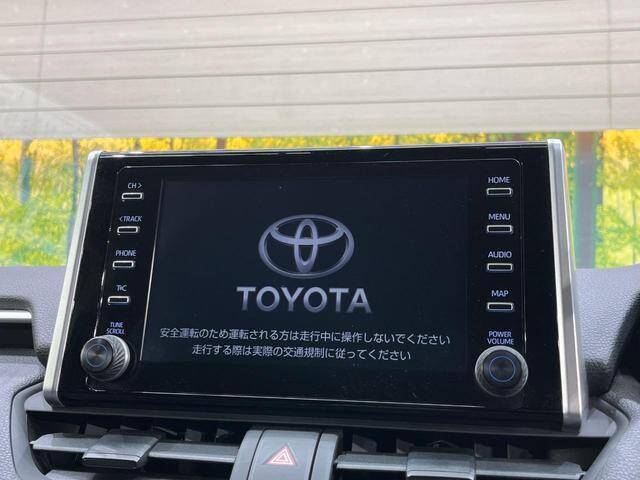 CH >
< TRACK
PHONE
T&C
TUNE
SCROLL
TOYOTA
安全運転のため運転される方は走行中に操作しないでください
走行する際は実際の交通規制に従ってください
HOME
MENU
AUDIO
MAP
POWER
VOLUME